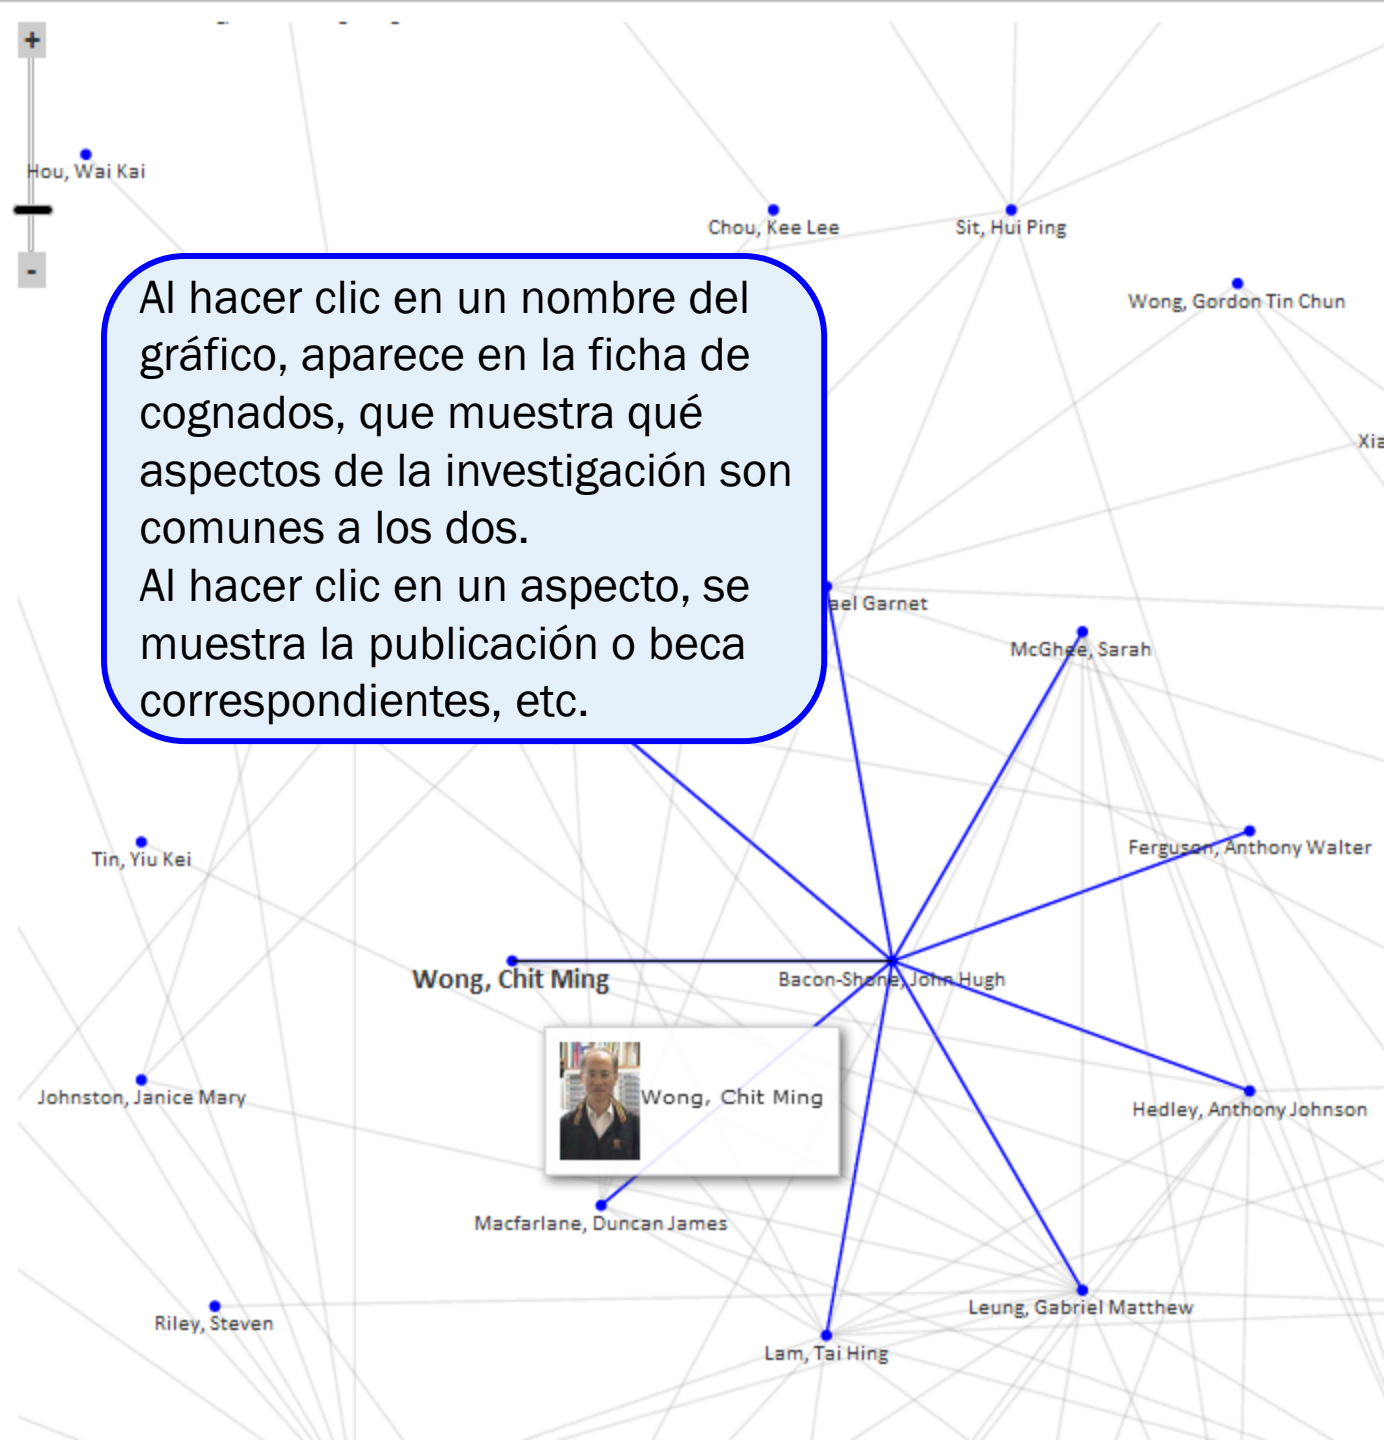 +
Hou, Wai Kai
-
Chou, Kee Lee
Sit, Hui Ping
Wong, Gordon Tin Chun
Al hacer clic en un nombre del
gráfico, aparece en la ficha de
cognados, que muestra qué
aspectos de la investigación son
comunes a los dos.
Al hacer clic en un aspecto, se
muestra la publicación o beca
correspondientes, etc.
Garnet
McGhee, Sarah
Tin, Yiu Kei
Ferguson, Anthony Walter
Wong, Chit Ming
Bacon-Shone, John Hugh
Wong, Chit Ming
Johnston, Janice Mary
Hedley, Anthony Johnson
Macfarlane, Duncan James
Riley, Steven
Leung, Gabriel Matthew
Lam, Tai Hing